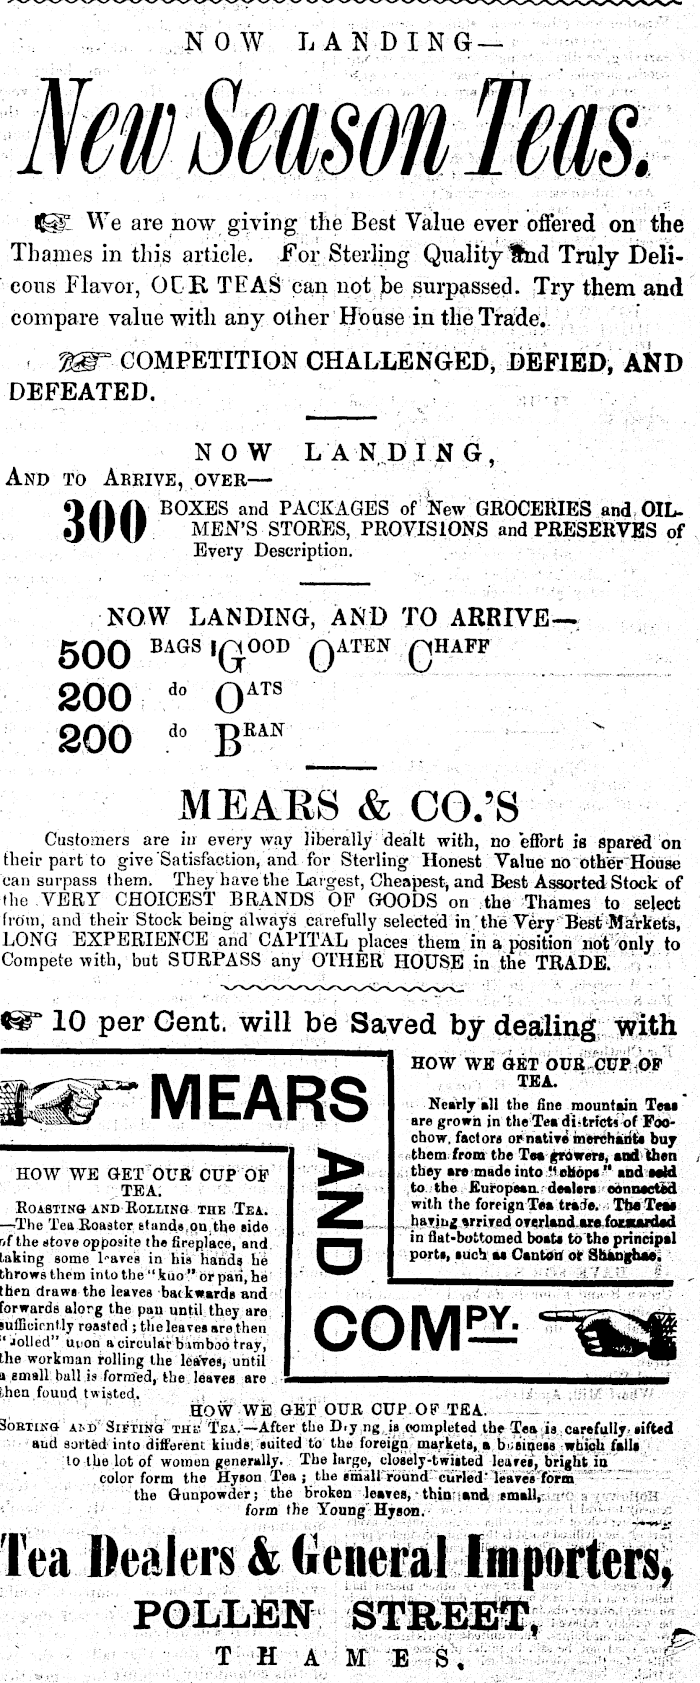 NOW LANDING—
New Season Teas.
We are now giving the Best Value ever offered on the
Thames in this article. For Sterling Quality and Truly Deli-
cous Flavor, OUR TEAS can not be surpassed. Try them and
compare value with any other House in the Trade.
COMPETITION CHALLENGED, DEFIED, AND
DEFEATED.
NOW LANDING,
AND TO ARRIVE, OVER—
300 BOXES and PACKAGES of New GROCERIES and OIL-
MEN'S STORES, PROVISIONS and PRESERVES of
Every Description.
NOW LANDING, AND TO ARRIVE—
500 BAGS GOOD OATEN CHAFF
200 do OATS
200 do BRAN
MEARS & CO.'S
Customers are in every way liberally dealt with, no effort is spared on
their part to give Satisfaction, and for Sterling Honest Value no other House
can surpass them. They have the Largest, Cheapest, and Best Assorted Stock of
the VERY CHOICEST BRANDS OF GOODS on the Thames to select
from, and their Stock being always carefully selected in the Very Best Markets,
LONG EXPERIENCE and CAPITAL places them in a position not only to
Compete with, but SURPASS any OTHER HOUSE in the TRADE.
10 per Cent. will be Saved by dealing with
MEARS
AND
COMPY.
HOW WE GET OUR CUP OF
TEA.
Nearly all the fine mountain Teas
are grown in the Tea districts of Foo-
chow, factors or native merchants buy
them from the Tea growers, and then
they are made into "chops" and sold
to the European dealers connected
with the foreign Tea trade. The Teas
having arrived overland are forwarded
in flat-bottomed boats to the principal
ports, such as Canton or Shanghae.
HOW WE GET OUR CUP OF
TEA.
ROASTING AND ROLLING THE TEA.
—The Tea Roaster stands on the side
of the stove opposite the fireplace, and
taking some leaves in his hands he
throws them into the "kuo" or pan, he
then draws the leaves backwards and
forwards along the pan until they are
sufficiently roasted; the leaves are then
"rolled" upon a circular bamboo tray,
the workman rolling the leaves, until
a small ball is formed, the leaves are
then found twisted.
HOW WE GET OUR CUP OF TEA.
SORTING AND SIFTING THE TEA.—After the Drying is completed the Tea is carefully sifted
and sorted into different kinds, suited to the foreign markets, a business which falls
to the lot of women generally. The large, closely-twisted leaves, bright in
color form the Hyson Tea; the small round curled leaves form
the Gunpowder; the broken leaves, thin and small,
form the Young Hyson.
Tea Dealers & General Importers,
POLLEN STREET,
THAMES.